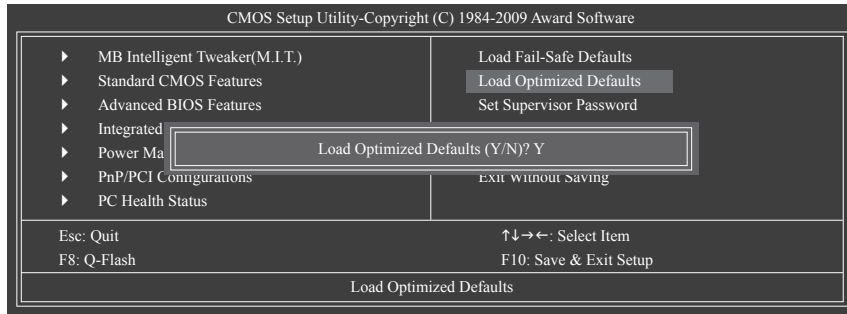 CMOS Setup Utility-Copyright (C) 1984-2009 Award Software
MB Intelligent Tweaker(M.I.T.)
Standard CMOS Features
Advanced BIOS Features
Integrated
Power Ma
PnP/PCI Configurations
PC Health Status
Load Fail-Safe Defaults
Load Optimized Defaults
Set Supervisor Password
Exit Without Saving
Load Optimized Defaults (Y/N)? Y
Esc: Quit
F8: Q-Flash
↑↓→←: Select Item
F10: Save & Exit Setup
Load Optimized Defaults